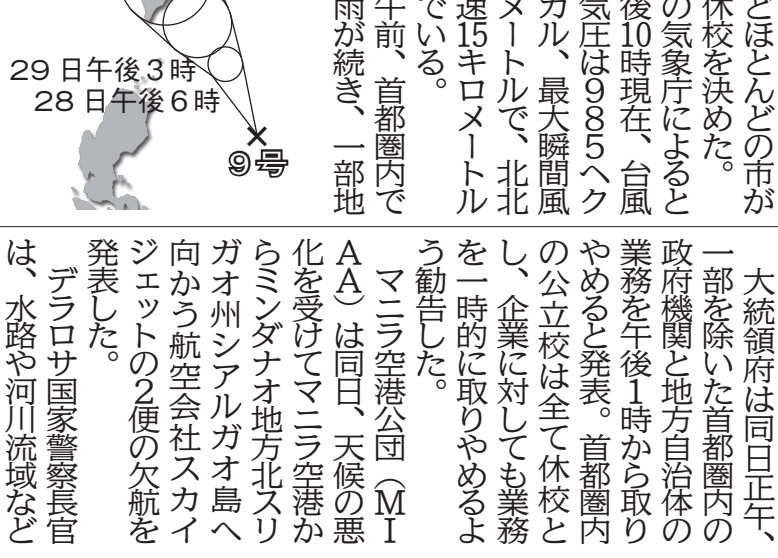 どほとんどの市が
休校を決めた。
の気象庁によると
後10時現在、台風
気圧は985ヘク
カル、最大瞬間風
メートルで、北北
速15キロメートル
でいる。
午前、首都圏内で
雨が続き、一部地
29日午後3時
28日午後6時
9号
大統領府は同日正午、
一部を除いた首都圏内の
政府機関と地方自治体の
業務を午後1時から取り
やめると発表。首都圏内
の公立校は全て休校と
し、企業に対しても業務
を一時的に取りやめるよ
う勧告した。
マニラ空港公団（MI
AA）は同日、天候の悪
化を受けてマニラ空港か
らミンダナオ地方北スリ
ガオ州シアルガオ島へ
向かう航空会社スカイ
ジェットの2便の欠航を
発表した。
デラロサ国家警察長官
は、水路や河川流域など